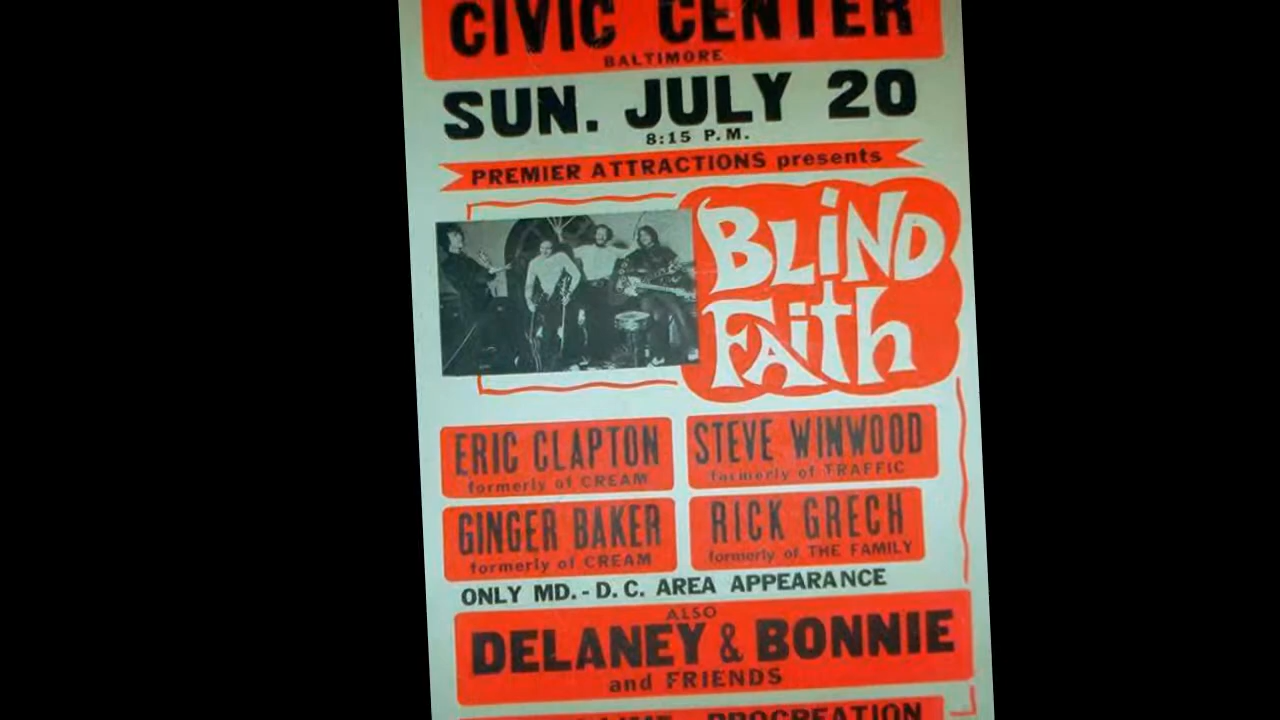 CIVIC CENTER
BALTIMORE
SUN. JULY 20
8:15 P.M.
PREMIER ATTRACTIONS presents
BLiND
FAith
ERIC CLAPTON
formerly of CREAM
STEVE WINWOOD
formerly of TRAFFIC
GINGER BAKER
formerly of CREAM
RICK GRECH
formerly of THE FAMILY
ONLY MD.-D.C. AREA APPEARANCE
ALSO
DELANEY & BONNIE
and FRIENDS
PROCREATION